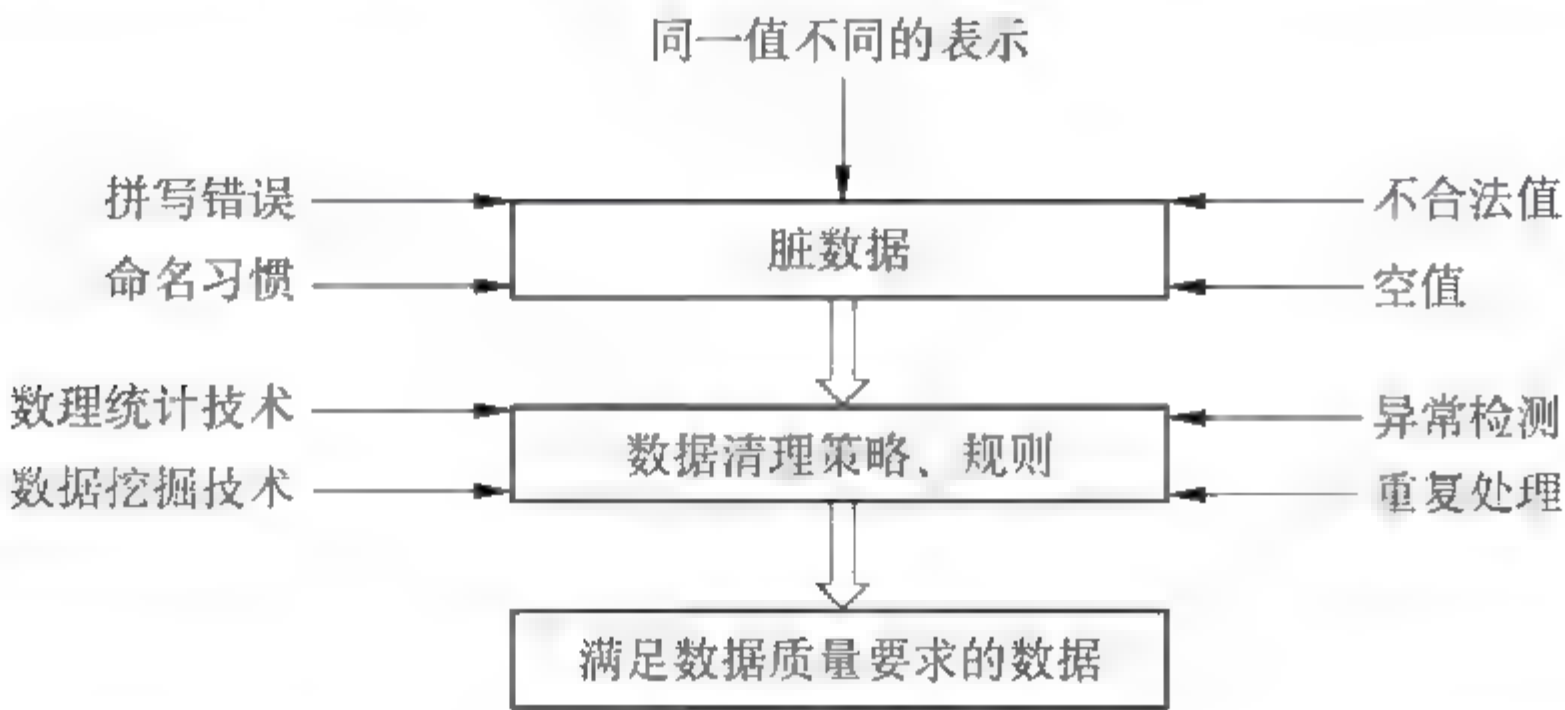 同一值不同的表示
拼写错误
不合法值
脏数据
命名习惯
空值
数理统计技术
异常检测
数据清理策略、规则
数据挖掘技术
重复处理
满足数据质量要求的数据